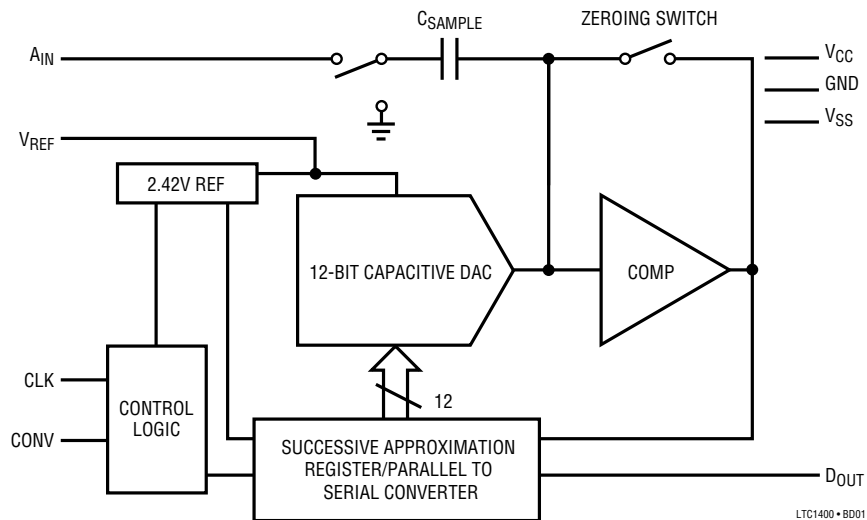 C_SAMPLE
ZEROING SWITCH
A_IN
V_CC
GND
V_SS
V_REF
2.42V REF
12-BIT CAPACITIVE DAC
COMP
CLK
CONV
CONTROL
LOGIC
12
SUCCESSIVE APPROXIMATION
REGISTER/PARALLEL TO
SERIAL CONVERTER
D_OUT
LTC1400 • BD01